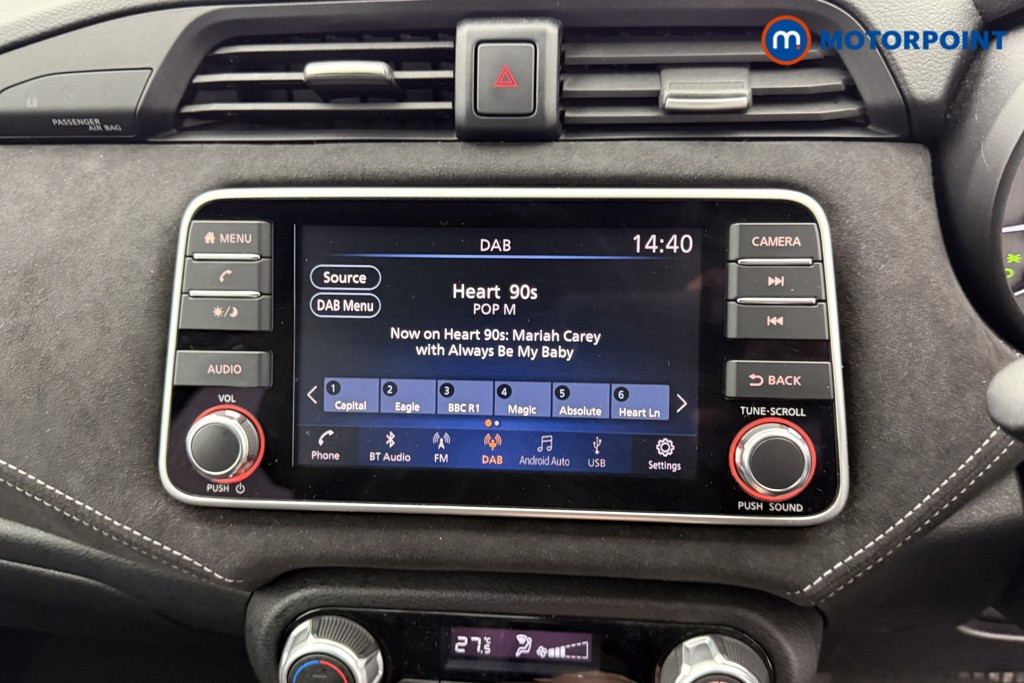 m MOTORPOINT
PASSENGER
AIR BAG
MENU
AUDIO
VOL
PUSH
DAB
14:40
Source
DAB Menu
Heart 90s
POP M
Now on Heart 90s: Mariah Carey
with Always Be My Baby
1 2 3 4 5 6
Capital Eagle BBC R1 Magic Absolute Heart Ln
Phone BT Audio FM DAB Android Auto USB Settings
CAMERA
BACK
TUNE·SCROLL
PUSH SOUND
27.5